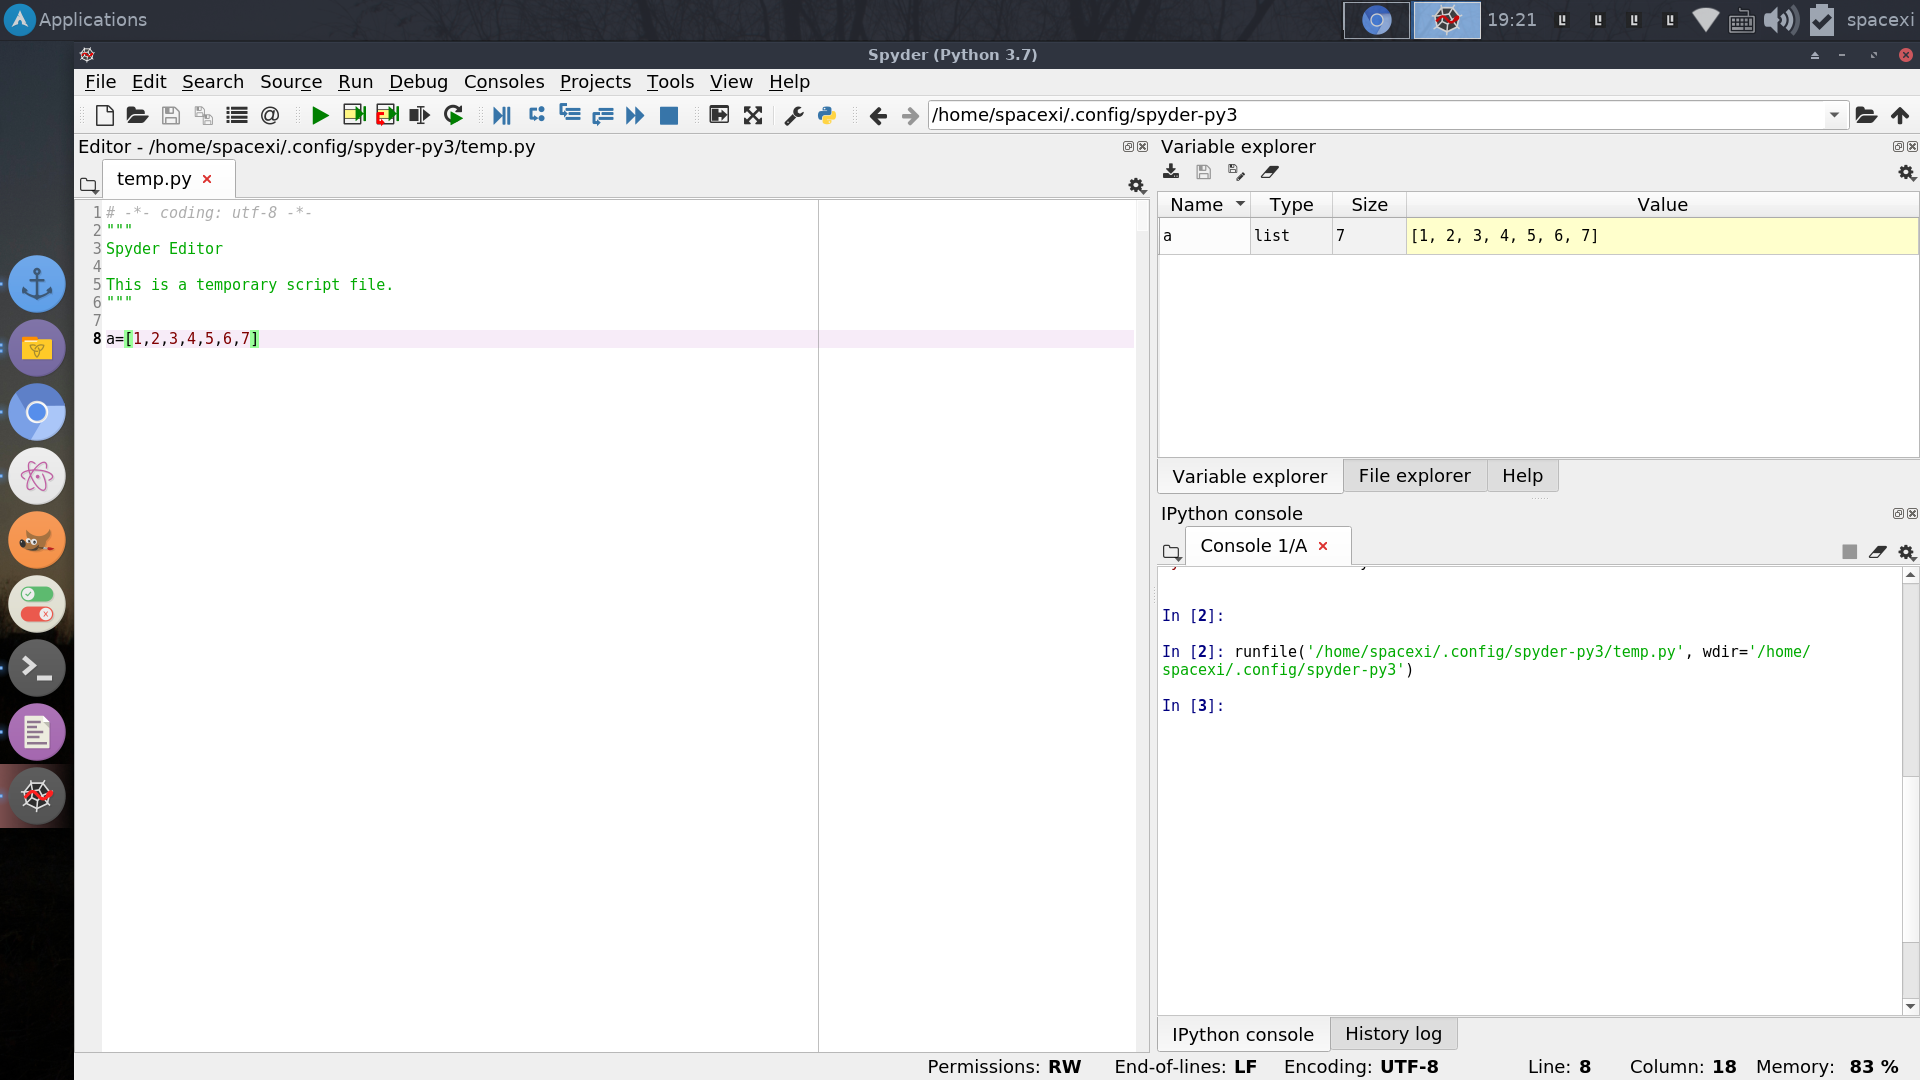 Applications
19:21
spacexi
Spyder (Python 3.7)
File Edit Search Source Run Debug Consoles Projects Tools View Help
/home/spacexi/.config/spyder-py3
Editor - /home/spacexi/.config/spyder-py3/temp.py
temp.py
1 # -*- coding: utf-8 -*-
2 """
3 Spyder Editor
4
5 This is a temporary script file.
6 """
7
8 a=[1,2,3,4,5,6,7]
Variable explorer
Name Type Size Value
a list 7 [1, 2, 3, 4, 5, 6, 7]
Variable explorer File explorer Help
IPython console
Console 1/A
In [2]:
In [2]: runfile('/home/spacexi/.config/spyder-py3/temp.py', wdir='/home/
spacexi/.config/spyder-py3')
In [3]:
IPython console History log
Permissions: RW End-of-lines: LF Encoding: UTF-8 Line: 8 Column: 18 Memory: 83 %